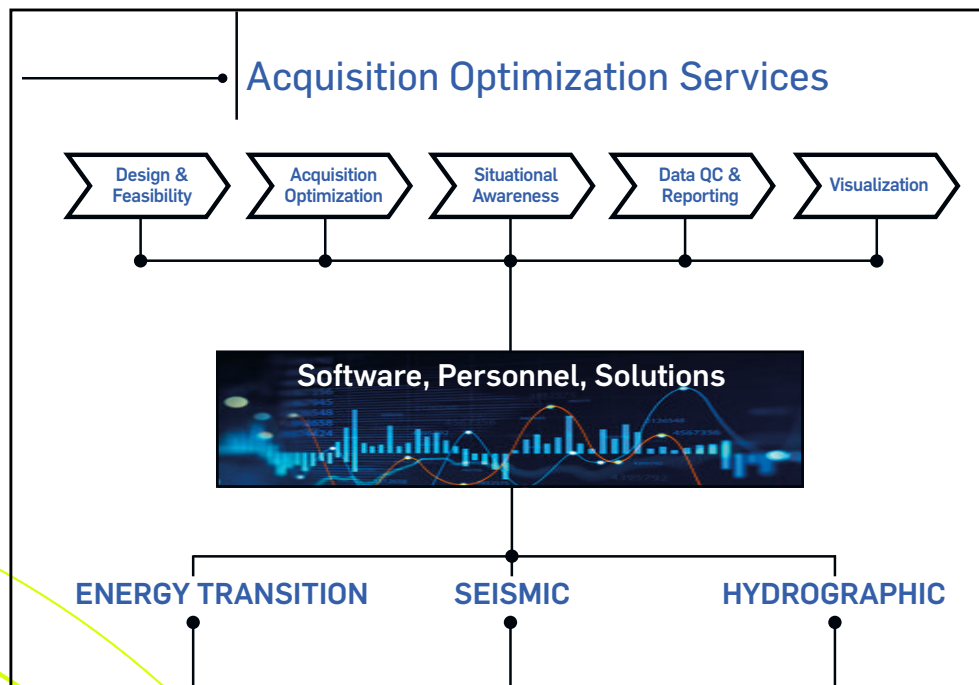 Acquisition Optimization Services
Design &
Feasibility
Acquisition
Optimization
Situational
Awareness
Data QC &
Reporting
Visualization
Software, Personnel, Solutions
4567356
ENERGY TRANSITION
SEISMIC
HYDROGRAPHIC